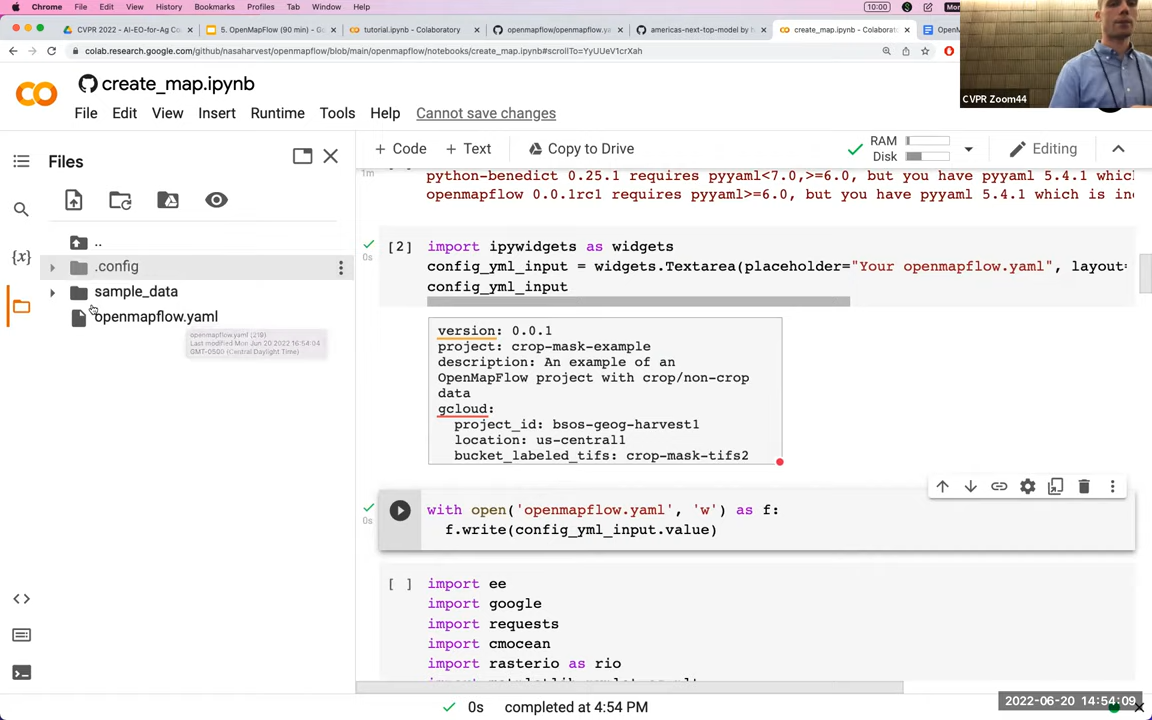 Chrome File Edit View History Bookmarks Profiles Tab Window Help 10:00
CVPR 2022 - AI-EO-for-Ag Co
5. OpenMapFlow (90 min) - G
tutorial.ipynb - Colaboratory
openmapflow/openmapflow.ya
americas-next-top-model by h
create_map.ipynb - Colaborat
OpenM
colab.research.google.com/github/nasaharvest/openmapflow/blob/main/openmapflow/notebooks/create_map.ipynb#scrollTo=YyUUeV1crXah
CVPR Zoom44
create_map.ipynb
File Edit View Insert Runtime Tools Help Cannot save changes
Files
+ Code + Text Copy to Drive
RAM
Disk
Editing
1m
python-benedict 0.25.1 requires pyyaml<7.0,>=6.0, but you have pyyaml 5.4.1 whic
openmapflow 0.0.1rc1 requires pyyaml>=6.0, but you have pyyaml 5.4.1 which is in
..
.config
sample_data
openmapflow.yaml
openmapflow.yaml (219)
Last modified Mon Jun 20 2022 16:54:04
GMT-0500 (Central Daylight Time)
{x}
0s
[2] import ipywidgets as widgets
config_yml_input = widgets.Textarea(placeholder="Your openmapflow.yaml", layout=
config_yml_input
version: 0.0.1
project: crop-mask-example
description: An example of an
OpenMapFlow project with crop/non-crop
data
gcloud:
project_id: bsos-geog-harvest1
location: us-central1
bucket_labeled_tifs: crop-mask-tifs2
0s
with open('openmapflow.yaml', 'w') as f:
f.write(config_yml_input.value)
[ ] import ee
import google
import requests
import cmocean
import rasterio as rio
0s completed at 4:54 PM
2022-06-20 14:54:09